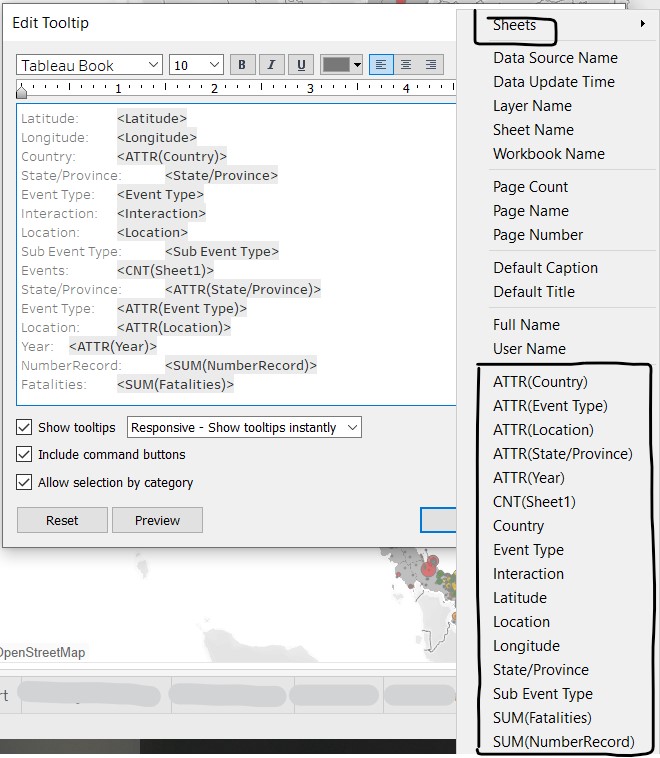 Edit Tooltip
Tableau Book
10
B
I
U
1
2
3
4
Latitude: <Latitude>
Longitude: <Longitude>
Country: <ATTR(Country)>
State/Province: <State/Province>
Event Type: <Event Type>
Interaction: <Interaction>
Location: <Location>
Sub Event Type: <Sub Event Type>
Events: <CNT(Sheet1)>
State/Province: <ATTR(State/Province)>
Event Type: <ATTR(Event Type)>
Location: <ATTR(Location)>
Year: <ATTR(Year)>
NumberRecord: <SUM(NumberRecord)>
Fatalities: <SUM(Fatalities)>
Show tooltips
Responsive - Show tooltips instantly
Include command buttons
Allow selection by category
Reset
Preview
Sheets
Data Source Name
Data Update Time
Layer Name
Sheet Name
Workbook Name
Page Count
Page Name
Page Number
Default Caption
Default Title
Full Name
User Name
ATTR(Country)
ATTR(Event Type)
ATTR(Location)
ATTR(State/Province)
ATTR(Year)
CNT(Sheet1)
Country
Event Type
Interaction
Latitude
Location
Longitude
State/Province
Sub Event Type
SUM(Fatalities)
SUM(NumberRecord)
OpenStreetMap